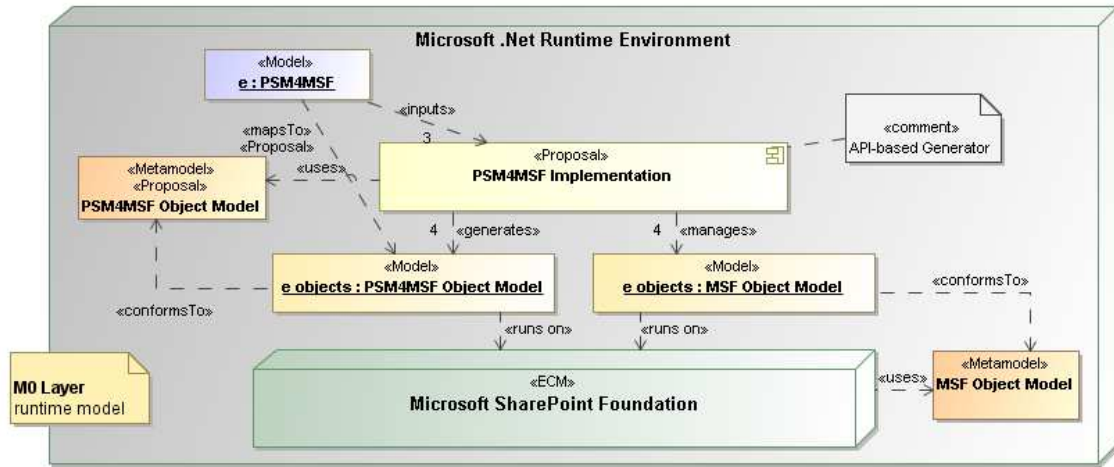 Microsoft .Net Runtime Environment
«Model»
e : PSM4MSF
«inputs»
3
«comment»
API-based Generator
«mapsTo»
«Proposal»
«Metamodel»
«Proposal»
PSM4MSF Object Model
«uses»
«Proposal»
PSM4MSF Implementation
4 «generates»
4 «manages»
«Model»
e objects : PSM4MSF Object Model
«Model»
e objects : MSF Object Model
«conformsTo»
«conformsTo»
«runs on»
«runs on»
M0 Layer
runtime model
«ECM»
Microsoft SharePoint Foundation
«uses»
«Metamodel»
MSF Object Model